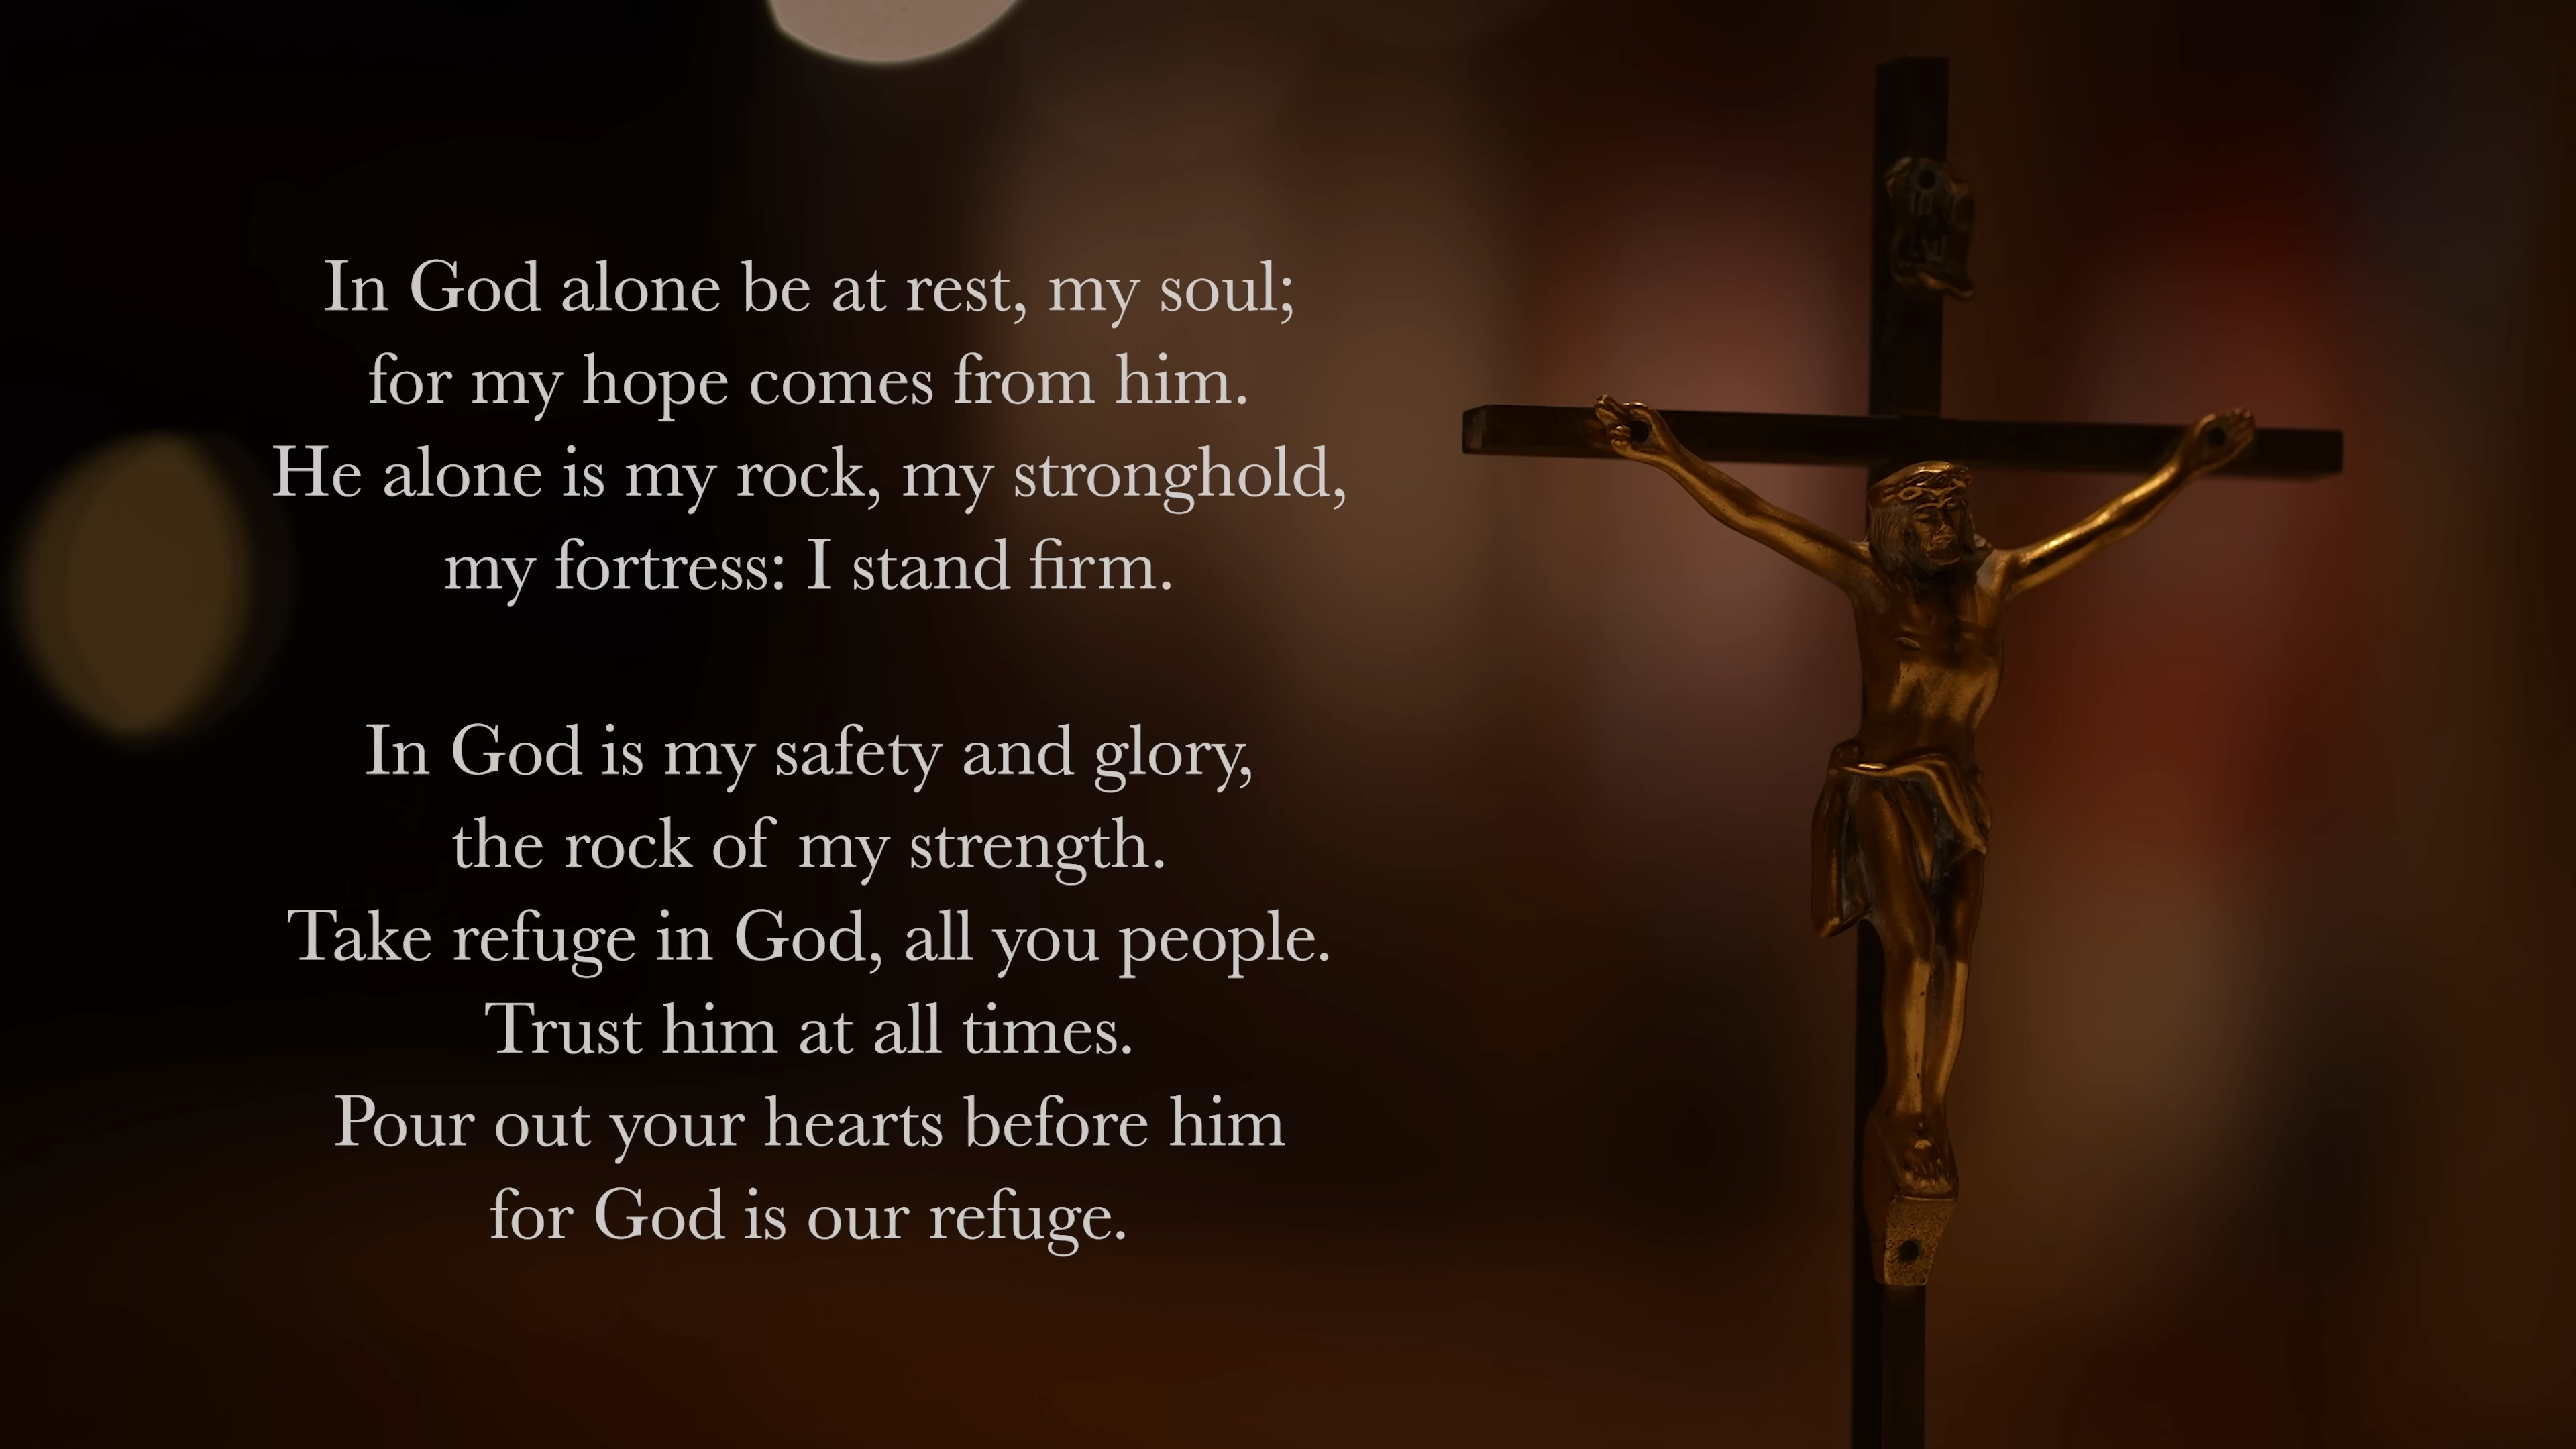 In God alone be at rest, my soul;
for my hope comes from him.
He alone is my rock, my stronghold,
my fortress: I stand firm.
In God is my safety and glory,
the rock of my strength.
Take refuge in God, all you people.
Trust him at all times.
Pour out your hearts before him
for God is our refuge.